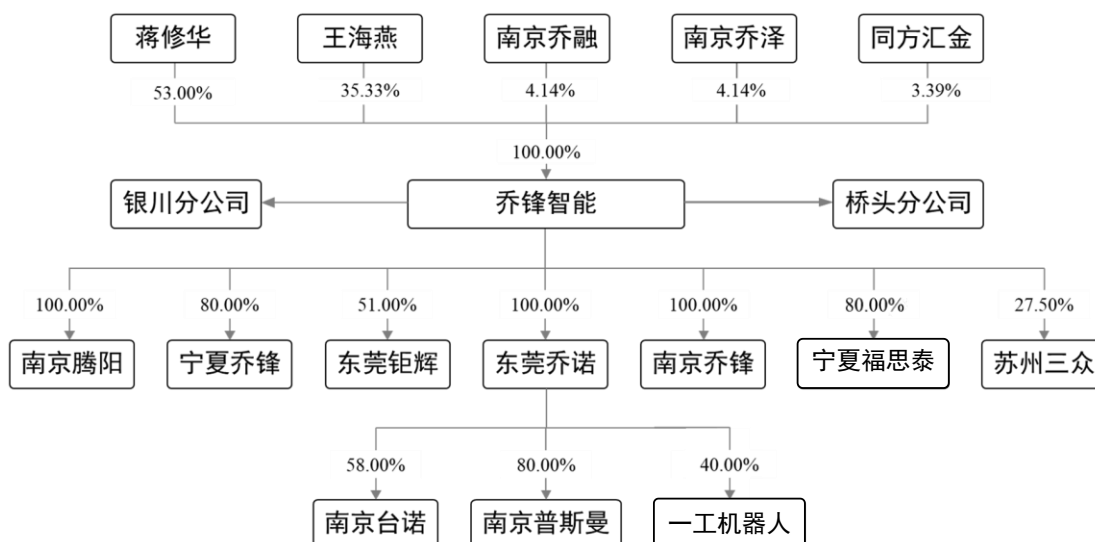 蒋修华 王海燕 南京乔融 南京乔泽 同方汇金
53.00% 35.33% 4.14% 4.14% 3.39%
100.00%
银川分公司 乔锋智能 桥头分公司
100.00% 80.00% 51.00% 100.00% 100.00% 80.00% 27.50%
南京腾阳 宁夏乔锋 东莞钜辉 东莞乔诺 南京乔锋 宁夏福思泰 苏州三众
58.00% 80.00% 40.00%
南京台诺 南京普斯曼 一工机器人